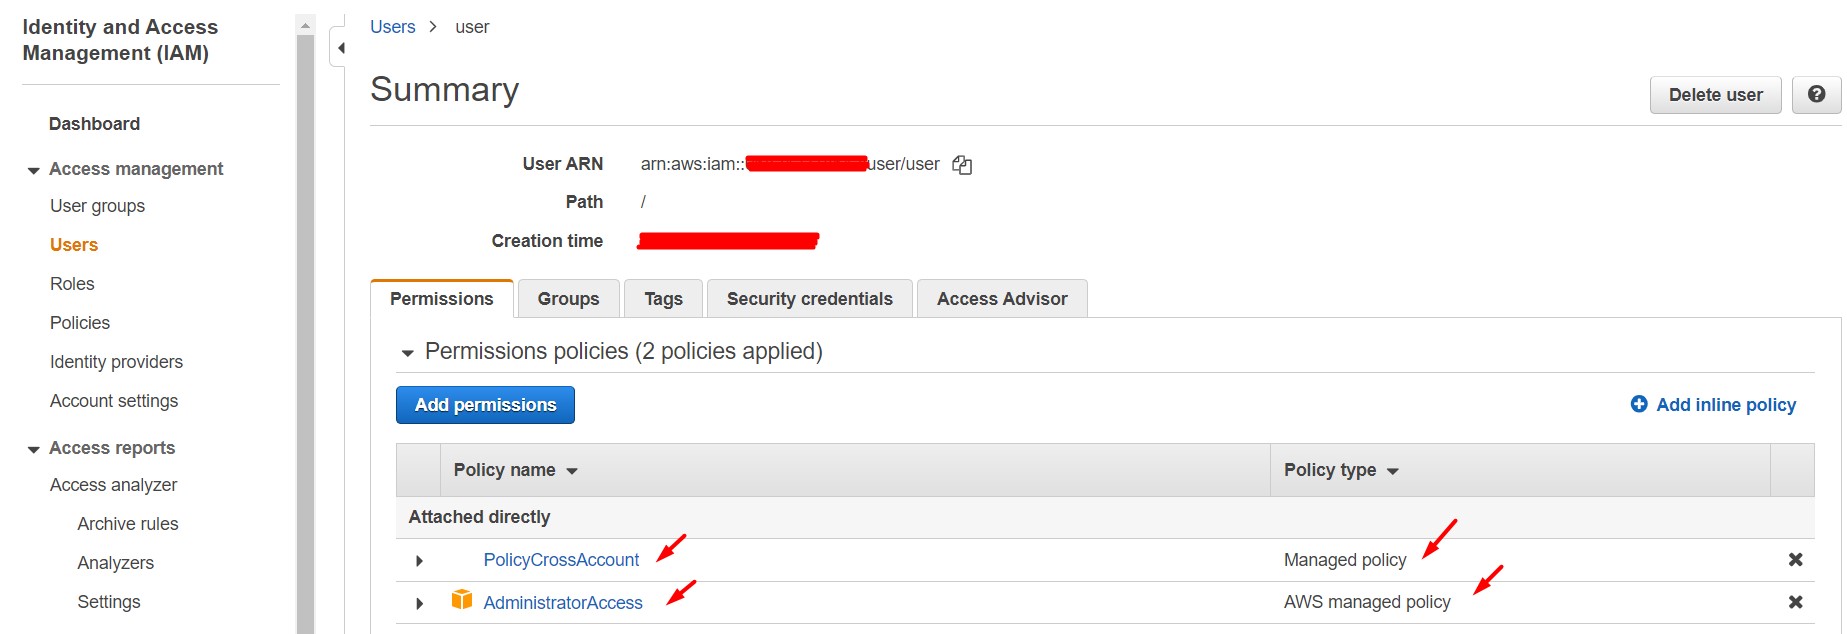 Identity and Access
Management (IAM)
Dashboard
Access management
User groups
Users
Roles
Policies
Identity providers
Account settings
Access reports
Access analyzer
Archive rules
Analyzers
Settings
Users > user
Summary
Delete user
?
User ARN arn:aws:iam:: user/user
Path /
Creation time
Permissions Groups Tags Security credentials Access Advisor
Permissions policies (2 policies applied)
Add permissions
Add inline policy
Policy name Policy type
Attached directly
PolicyCrossAccount Managed policy
AdministratorAccess AWS managed policy